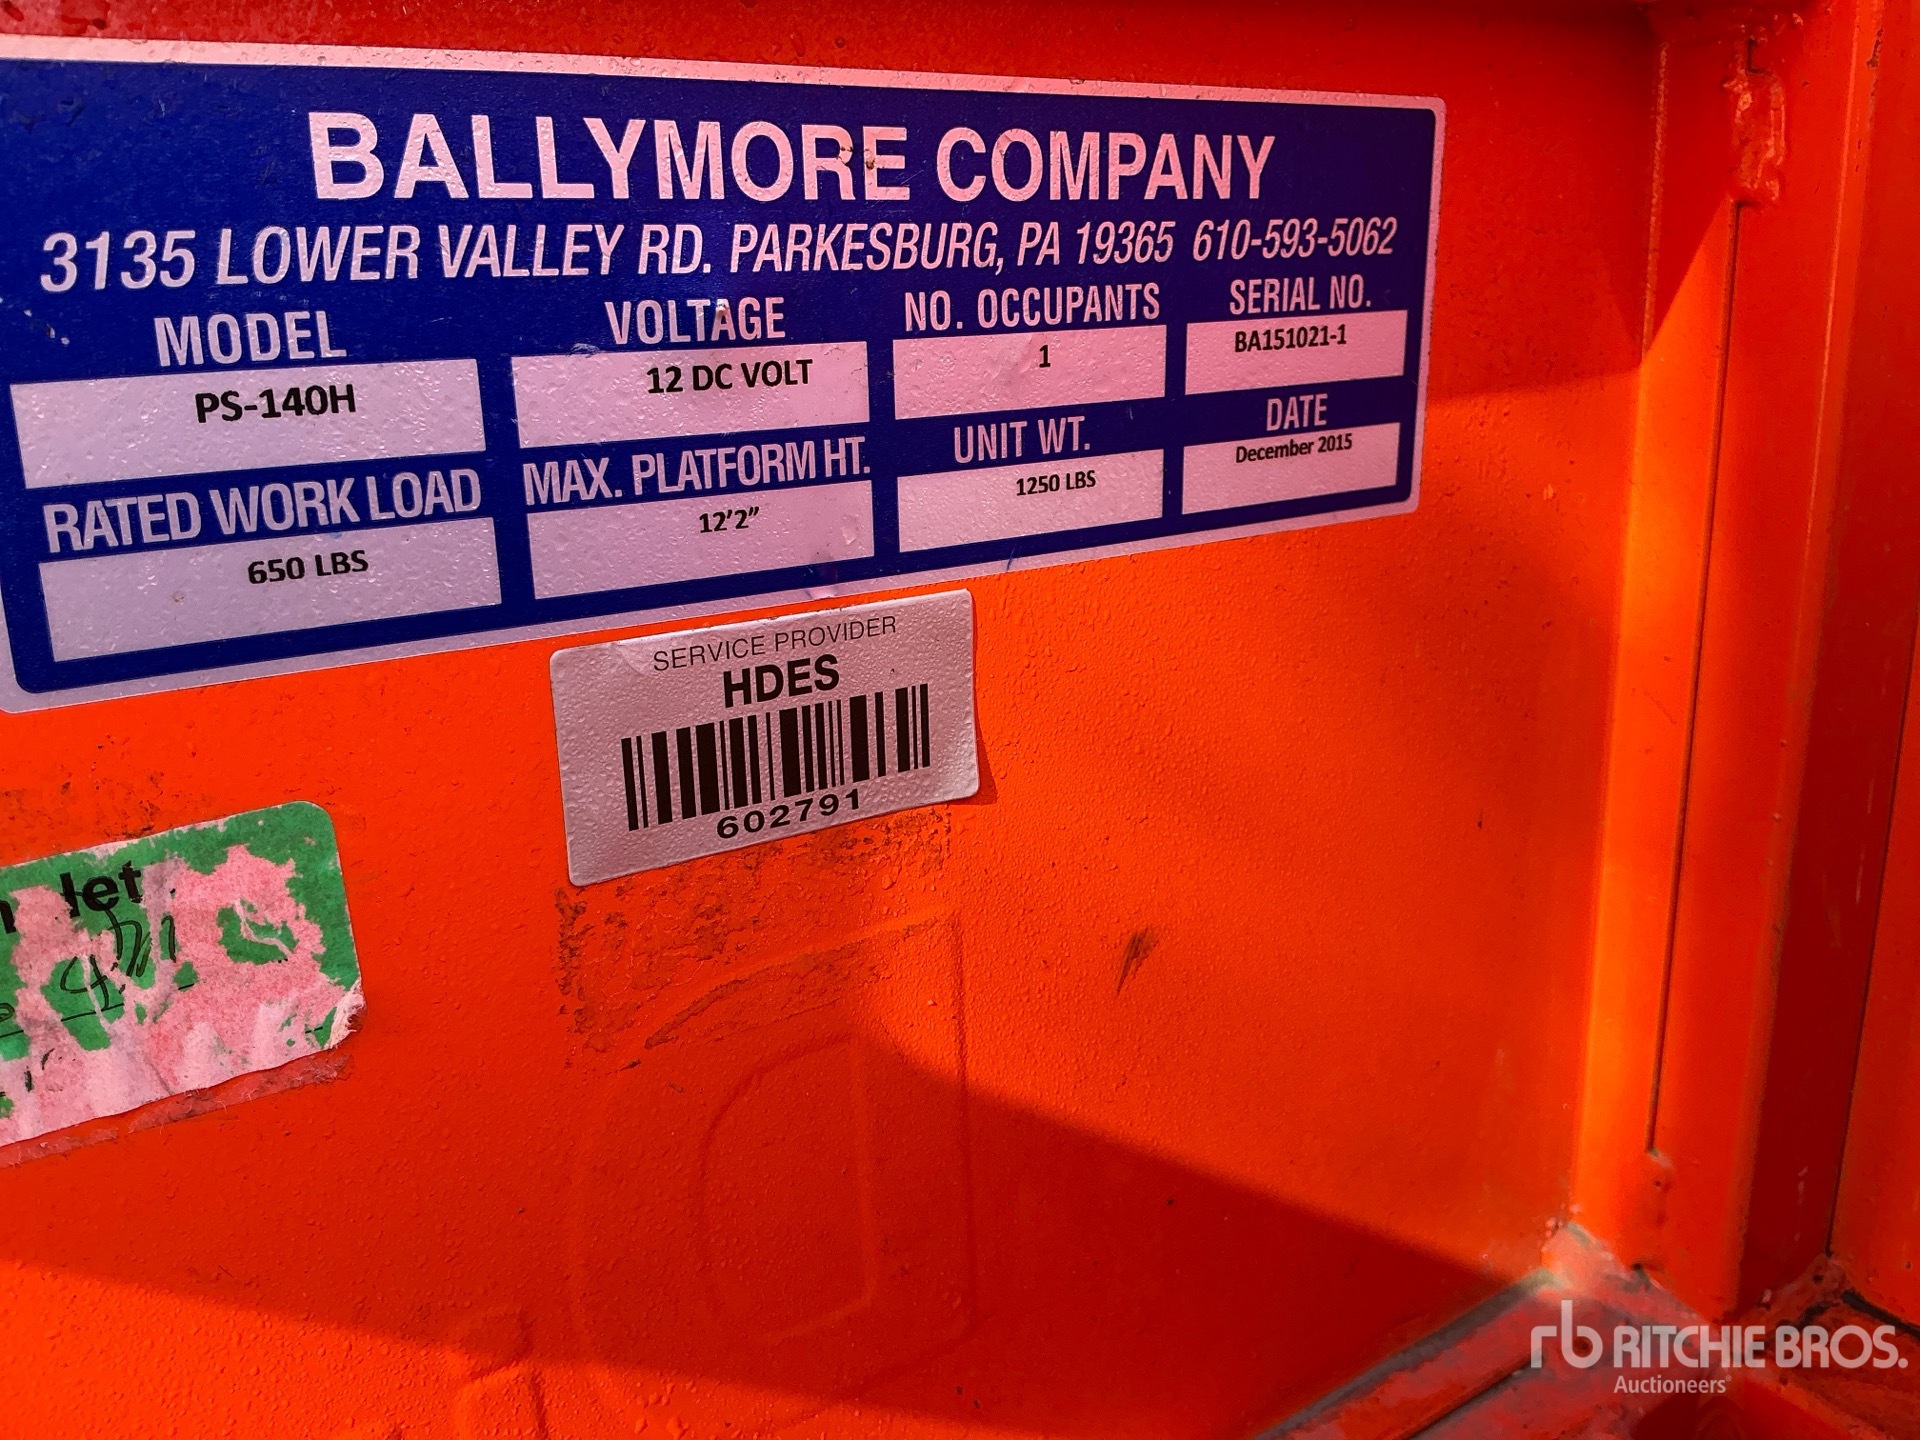 BALLYMORE COMPANY
3135 LOWER VALLEY RD. PARKESBURG, PA 19365 610-593-5062
MODEL VOLTAGE NO. OCCUPANTS SERIAL NO.
PS-140H 12 DC VOLT 1 BA151021-1
RATED WORK LOAD MAX. PLATFORM HT. UNIT WT. DATE
650 LBS 12'2" 1250 LBS December 2015
SERVICE PROVIDER
HDES
602791
let
rb RITCHIE BROS.
Auctioneers